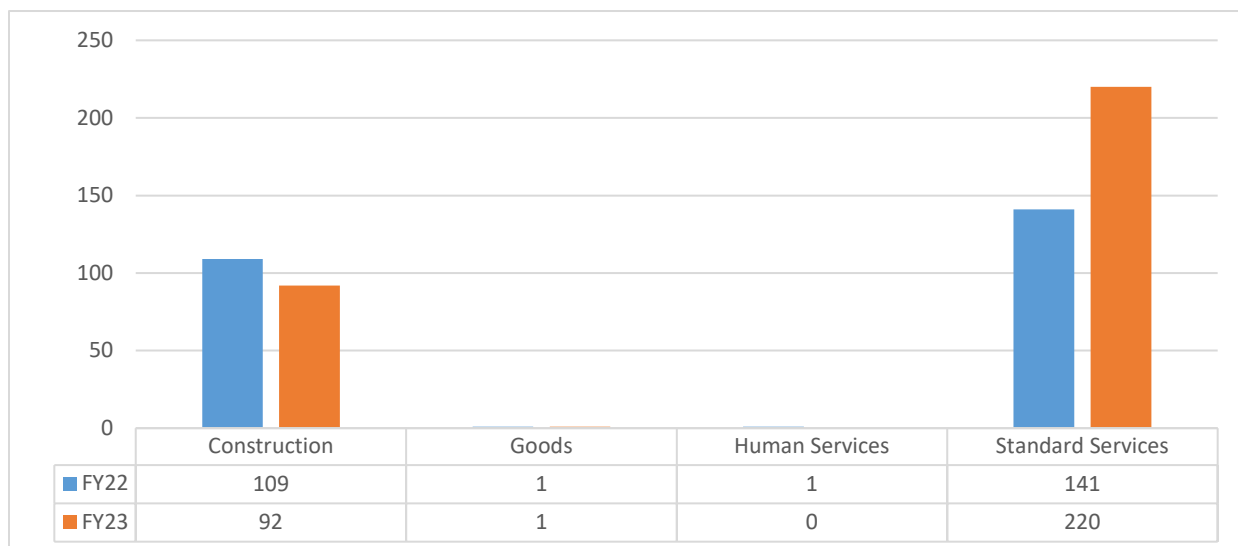 250
200
150
100
50
0
Construction Goods Human Services Standard Services
FY22 109 1 1 141
FY23 92 1 0 220